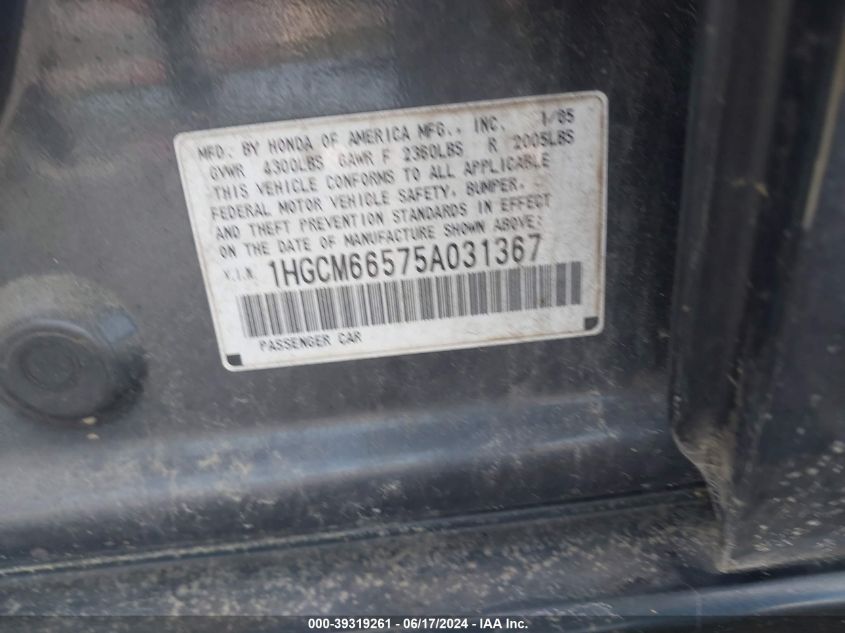 MFD. BY HONDA OF AMERICA MFG., INC. 1/05
GVWR 4300LBS GAWR F 2360LBS R 2005LBS
THIS VEHICLE CONFORMS TO ALL APPLICABLE
FEDERAL MOTOR VEHICLE SAFETY, BUMPER,
AND THEFT PREVENTION STANDARDS IN EFFECT
ON THE DATE OF MANUFACTURE SHOWN ABOVE:
V.I.N. 1HGCM66575A031367
PASSENGER CAR
000-39319261 - 06/17/2024 - IAAI, Inc.